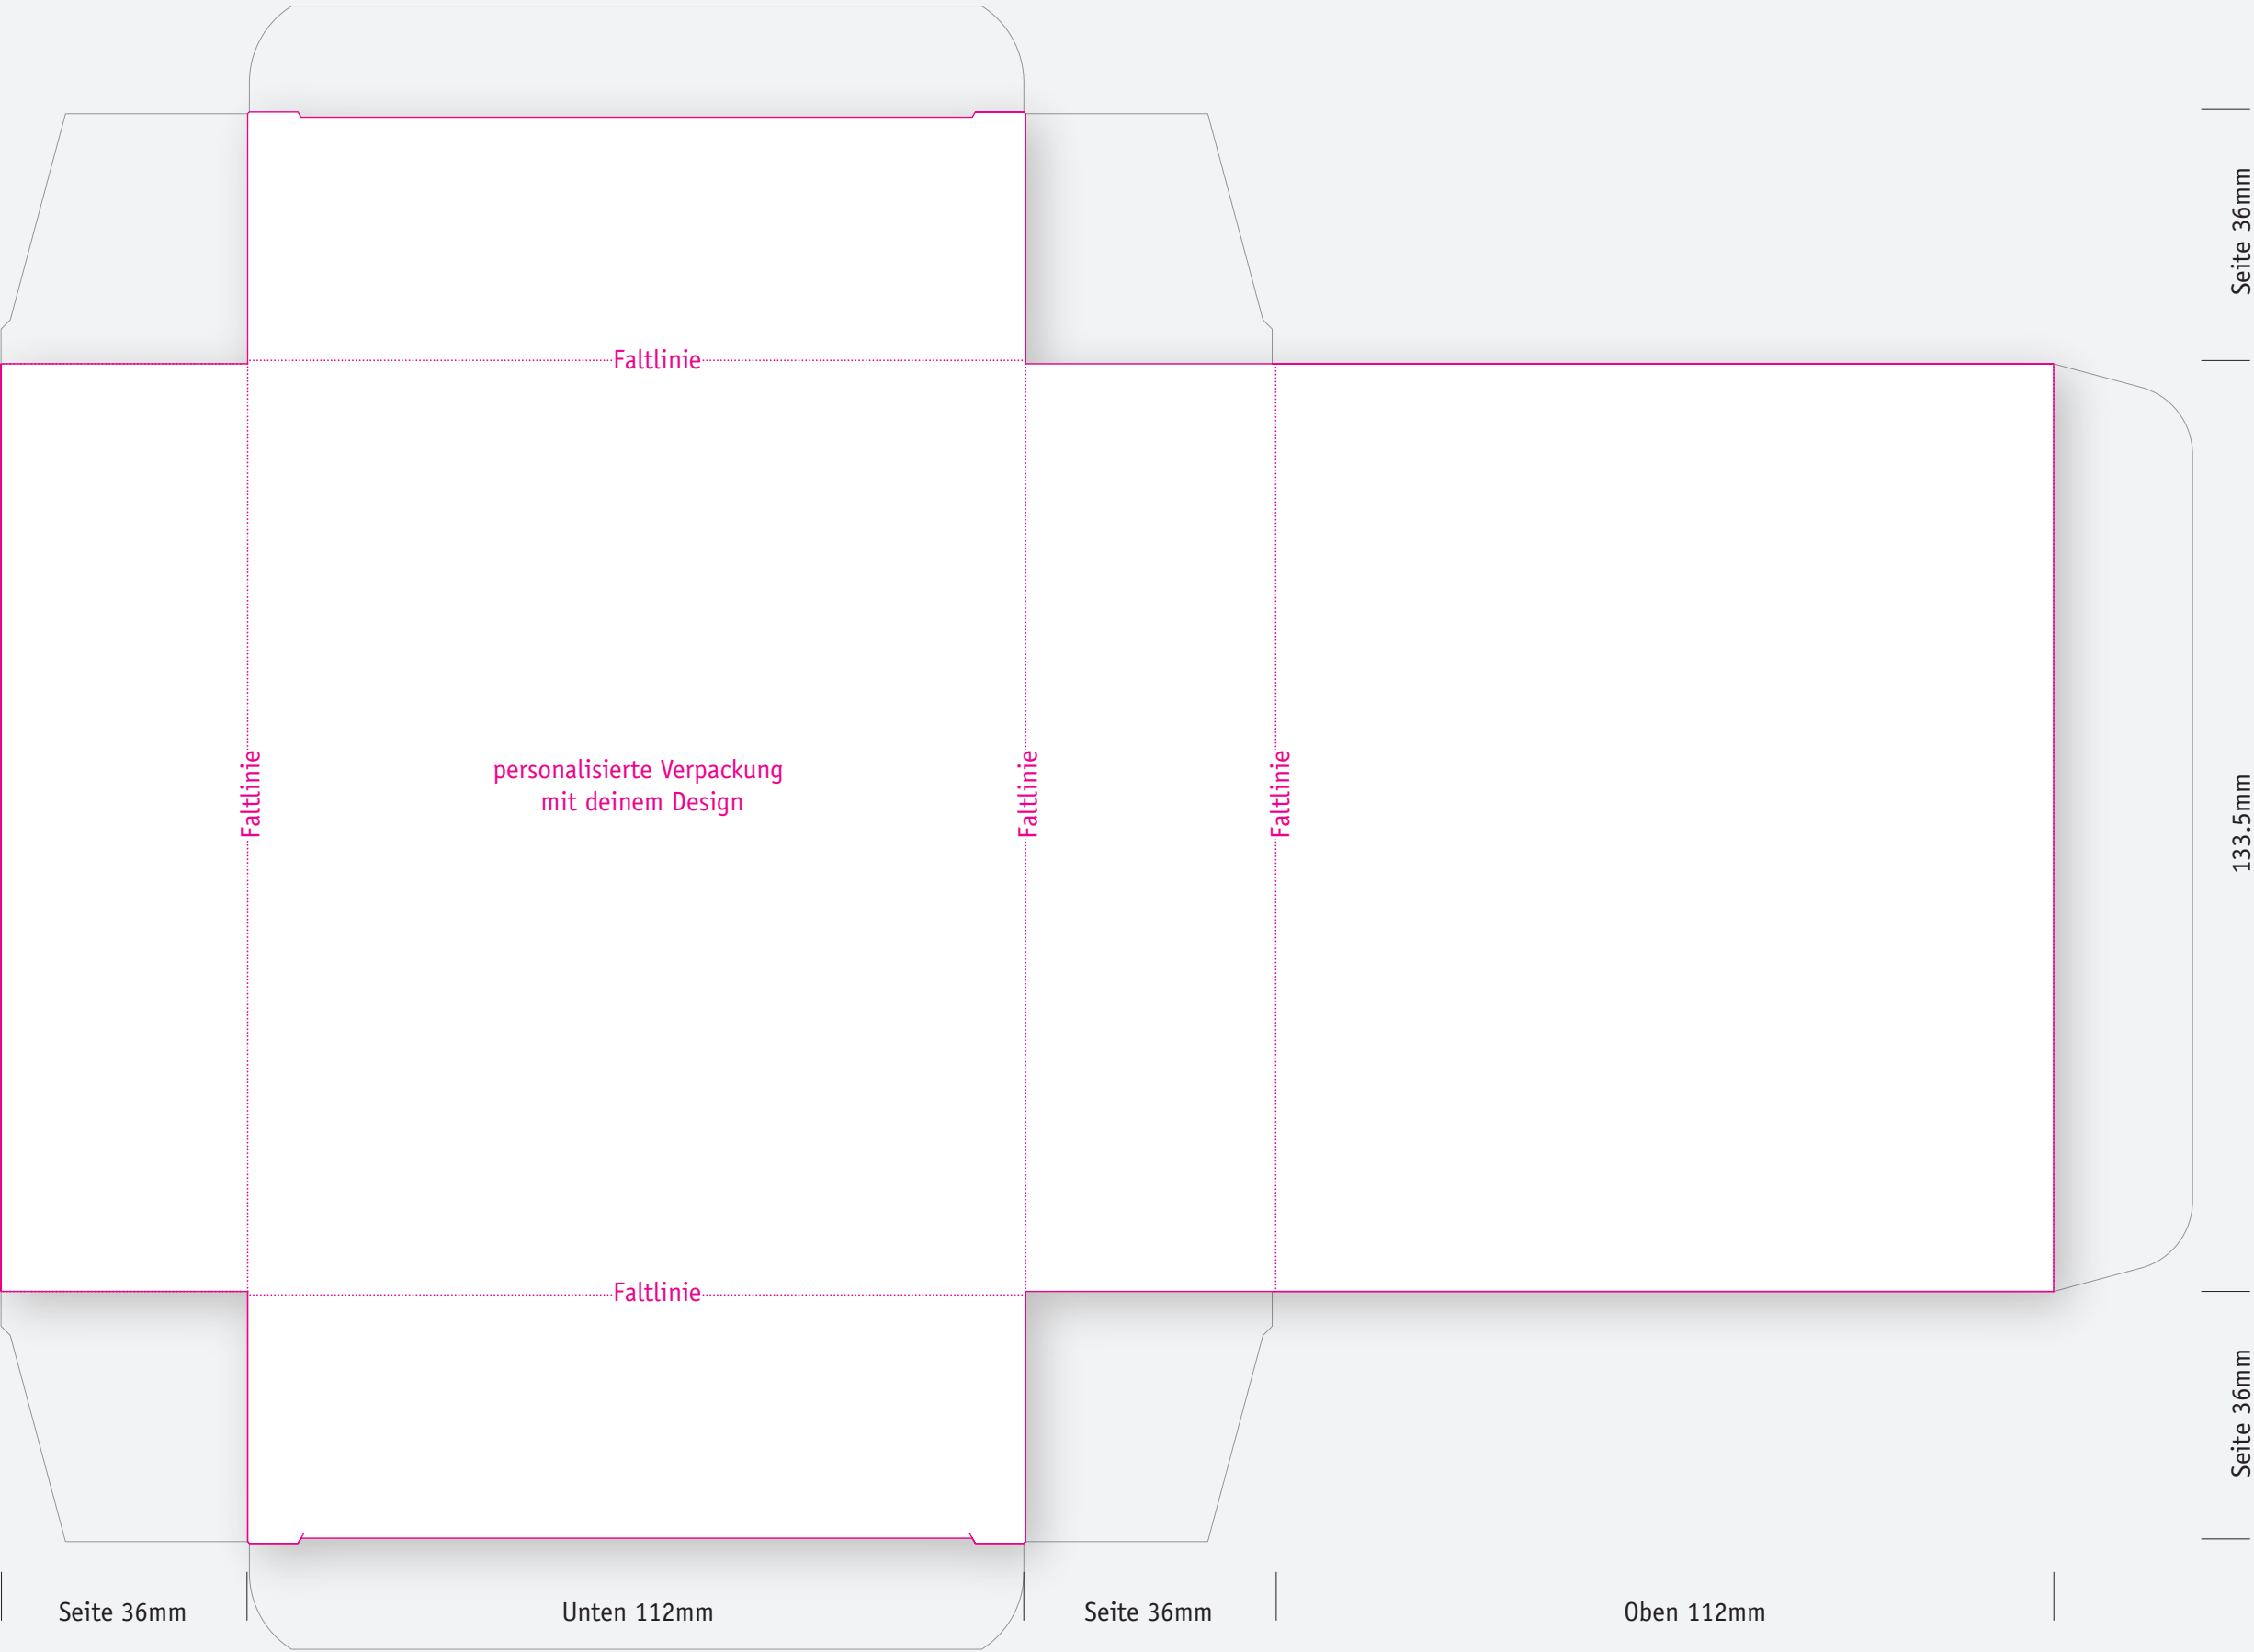 Seite 36mm
Faltlinie
Faltlinie
personalisierte Verpackung
mit deinem Design
Faltlinie
Faltlinie
133.5mm
Faltlinie
Seite 36mm
Seite 36mm
Unten 112mm
Seite 36mm
Oben 112mm